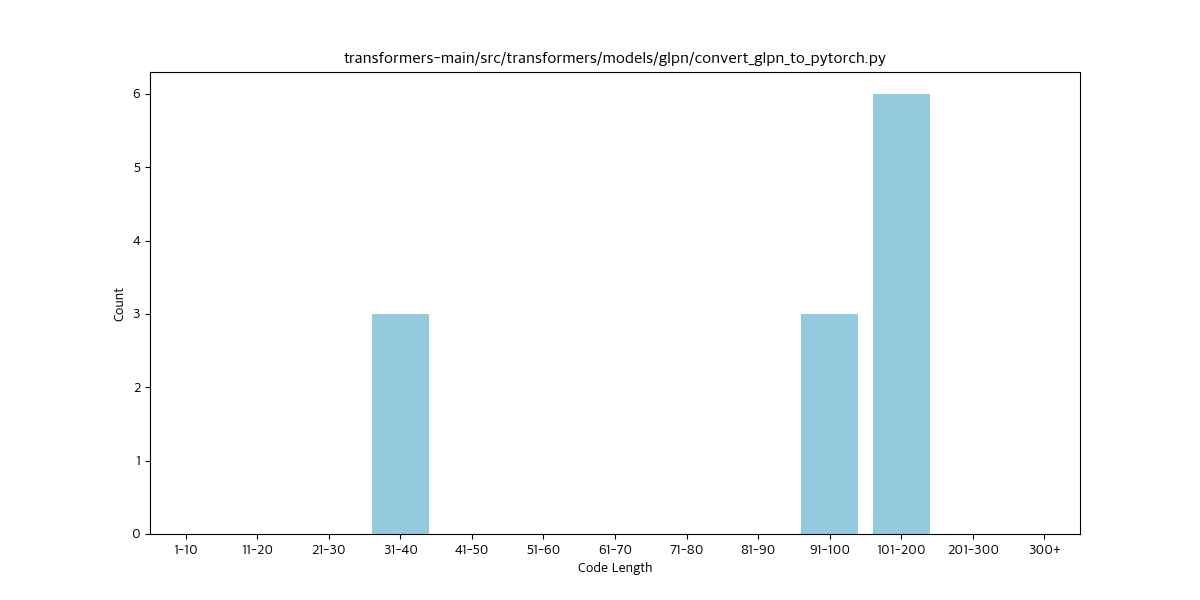 transformers-main/src/transformers/models/glpn/convert_glpn_to_pytorch.py
6
5
4
3
2
1
0
Count
1-10 11-20 21-30 31-40 41-50 51-60 61-70 71-80 81-90 91-100 101-200 201-300 300+
Code Length